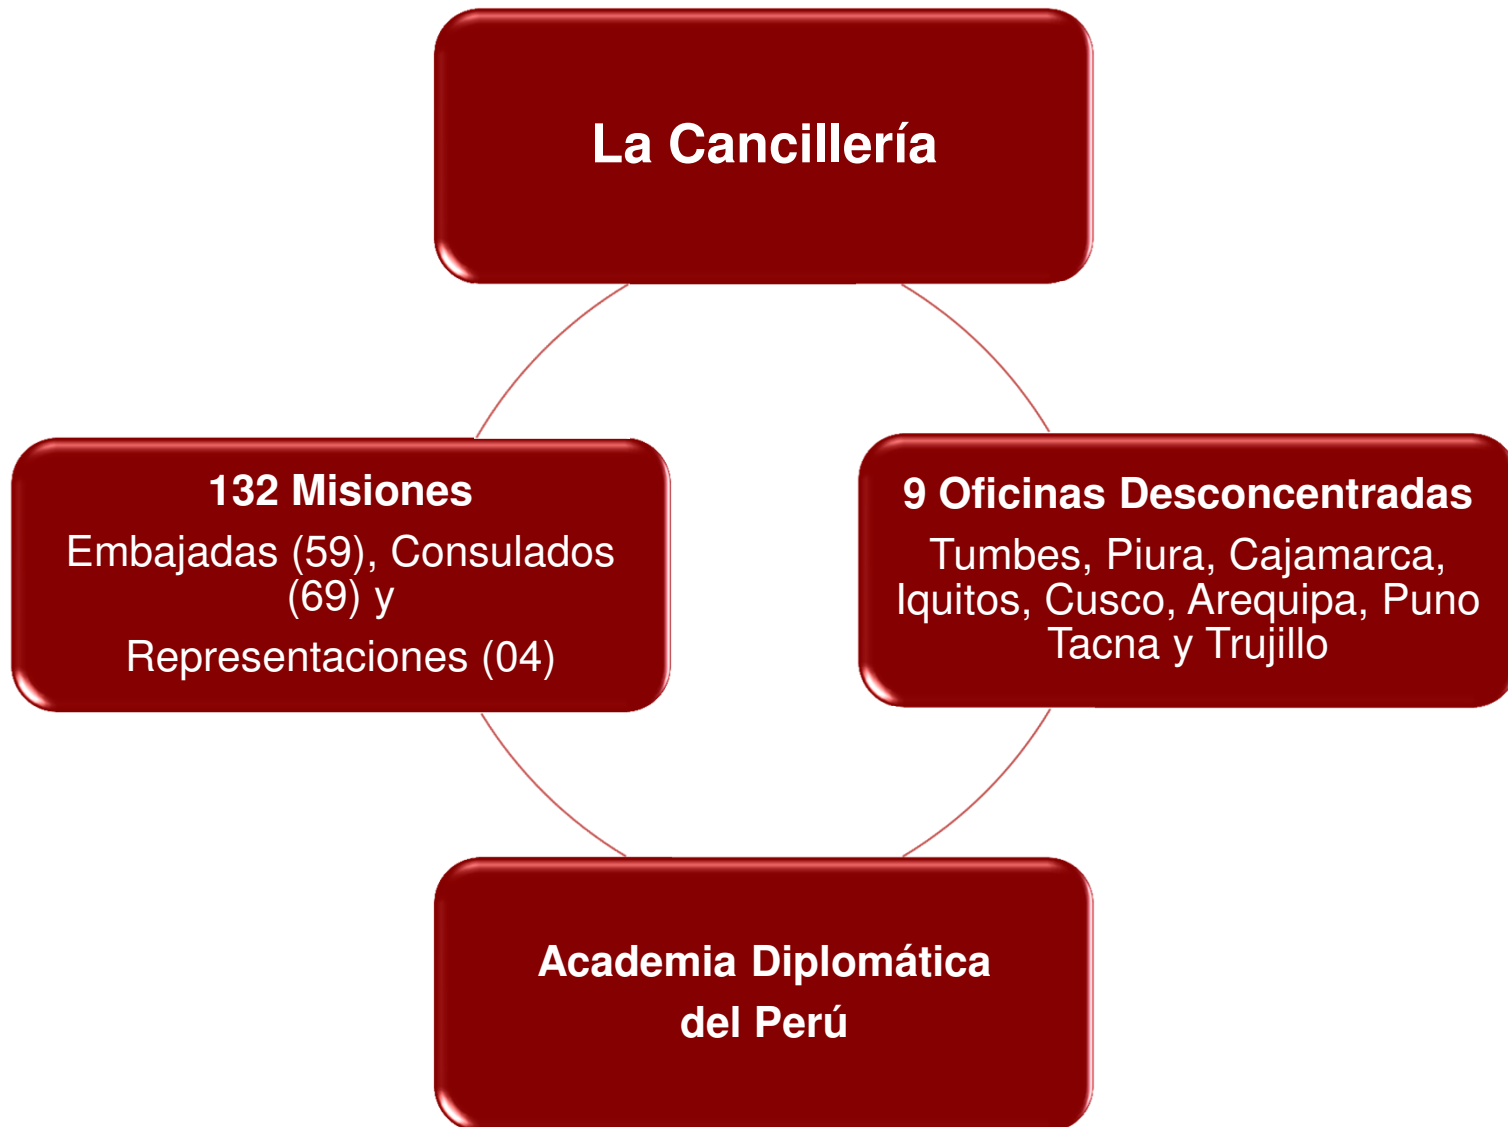 La Cancillería
132 Misiones
Embajadas (59), Consulados
(69) y
Representaciones (04)
9 Oficinas Desconcentradas
Tumbes, Piura, Cajamarca,
Iquitos, Cusco, Arequipa, Puno
Tacna y Trujillo
Academia Diplomática
del Perú